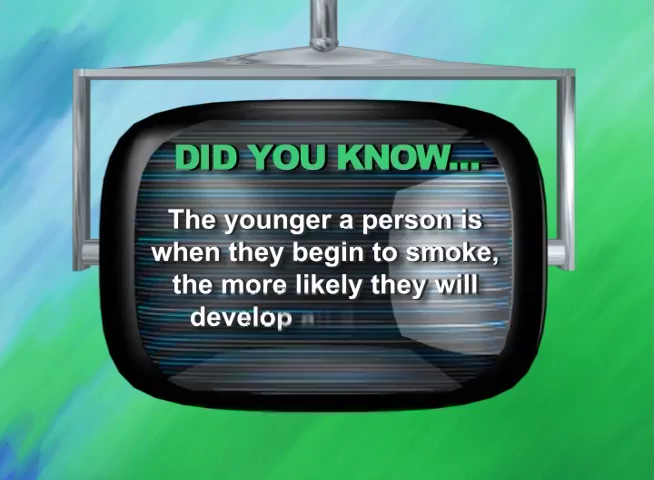 DID YOU KNOW...
The younger a person is
when they begin to smoke,
the more likely they will
develop